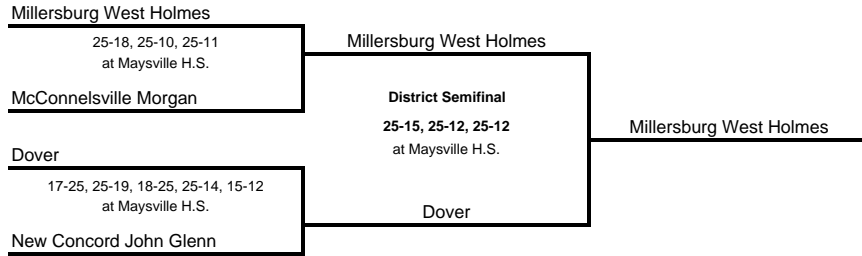 Millersburg West Holmes
25-18, 25-10, 25-11
at Maysville H.S.
McConnelsville Morgan
Millersburg West Holmes
District Semifinal
25-15, 25-12, 25-12
at Maysville H.S.
Millersburg West Holmes
Dover
17-25, 25-19, 18-25, 25-14, 15-12
at Maysville H.S.
New Concord John Glenn
Dover